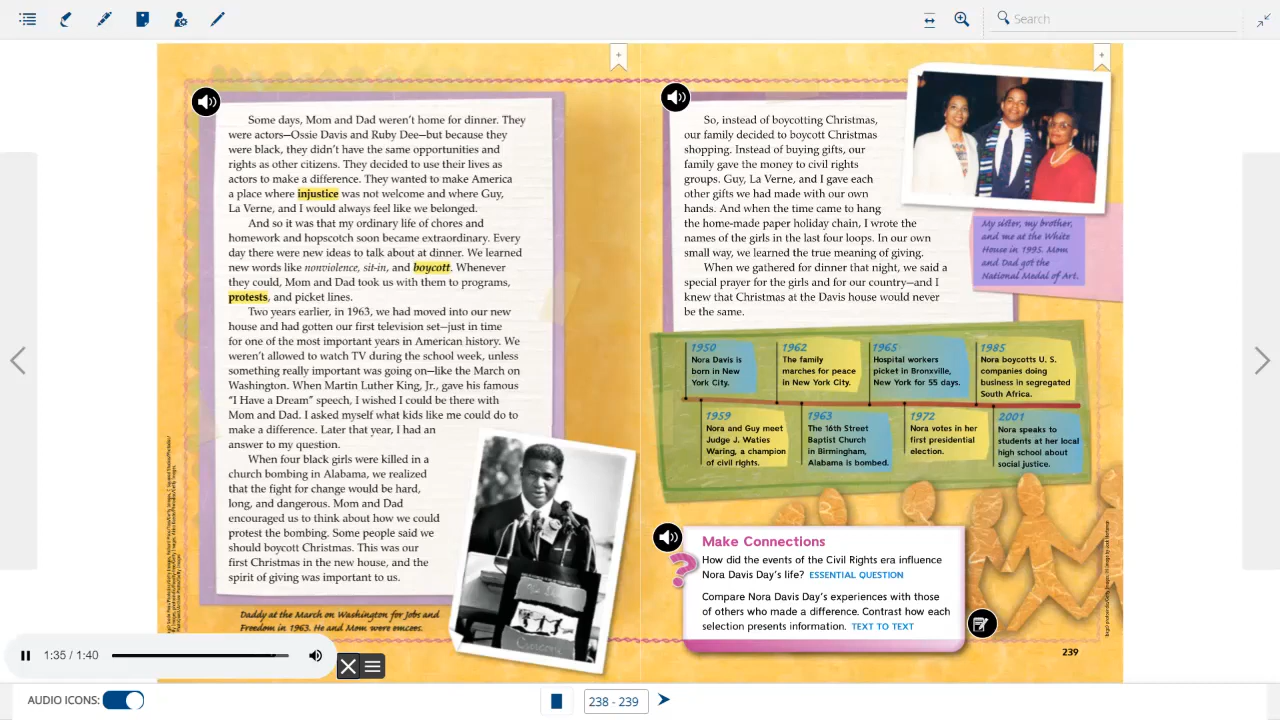 Search
Some days, Mom and Dad weren't home for dinner. They
were actors—Ossie Davis and Ruby Dee—but because they
were black, they didn't have the same opportunities and
rights as other citizens. They decided to use their lives as
actors to make a difference. They wanted to make America
a place where injustice was not welcome and where Guy,
La Verne, and I would always feel like we belonged.
And so it was that my ordinary life of chores and
homework and hopscotch soon became extraordinary. Every
day there were new ideas to talk about at dinner. We learned
new words like nonviolence, sit-in, and boycott. Whenever
they could, Mom and Dad took us with them to programs,
protests, and picket lines.
Two years earlier, in 1963, we had moved into our new
house and had gotten our first television set—just in time
for one of the most important years in American history. We
weren't allowed to watch TV during the school week, unless
something really important was going on—like the March on
Washington. When Martin Luther King, Jr., gave his famous
"I Have a Dream" speech, I wished I could be there with
Mom and Dad. I asked myself what kids like me could do to
make a difference. Later that year, I had an
answer to my question.
When four black girls were killed in a
church bombing in Alabama, we realized
that the fight for change would be hard,
long, and dangerous. Mom and Dad
encouraged us to think about how we could
protest the bombing. Some people said we
should boycott Christmas. This was our
first Christmas in the new house, and the
spirit of giving was important to us.
Daddy at the March on Washington for Jobs and
Freedom in 1963. He and Mom were emcees.
So, instead of boycotting Christmas,
our family decided to boycott Christmas
shopping. Instead of buying gifts, our
family gave the money to civil rights
groups. Guy, La Verne, and I gave each
other gifts we had made with our own
hands. And when the time came to hang
the home-made paper holiday chain, I wrote the
names of the girls in the last four loops. In our own
small way, we learned the true meaning of giving.
When we gathered for dinner that night, we said a
special prayer for the girls and for our country—and I
knew that Christmas at the Davis house would never
be the same.
My sister, my brother,
and me at the White
House in 1995. Mom
and Dad got the
National Medal of Art.
1950
Nora Davis is
born in New
York City.
1962
The family
marches for peace
in New York City.
1965
Hospital workers
picket in Bronxville,
New York for 55 days.
1985
Nora boycotts U. S.
companies doing
business in segregated
South Africa.
1959
Nora and Guy meet
Judge J. Waties
Waring, a champion
of civil rights.
1963
The 16th Street
Baptist Church
in Birmingham,
Alabama is bombed.
1972
Nora votes in her
first presidential
election.
2001
Nora speaks to
students at her local
high school about
social justice.
?
Make Connections
How did the events of the Civil Rights era influence
Nora Davis Day's life? ESSENTIAL QUESTION
Compare Nora Davis Day's experiences with those
of others who made a difference. Contrast how each
selection presents information. TEXT TO TEXT
239
1:35 / 1:40
AUDIO ICONS:
238 - 239